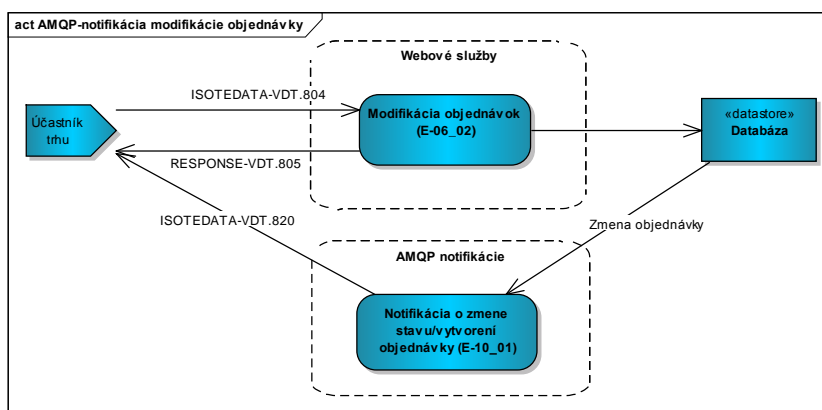 act AMQP-notifikácia modifikácie objednávky
Webové služby
ISOTEDATA-VDT.804
Účastník
trhu
Modifikácia objednávok
(E-06_02)
«datastore»
Databáza
RESPONSE-VDT.805
ISOTEDATA-VDT.820
Zmena objednávky
AMQP notifikácie
Notifikácia o zmene
stavu/vytvorení
objednávky (E-10_01)